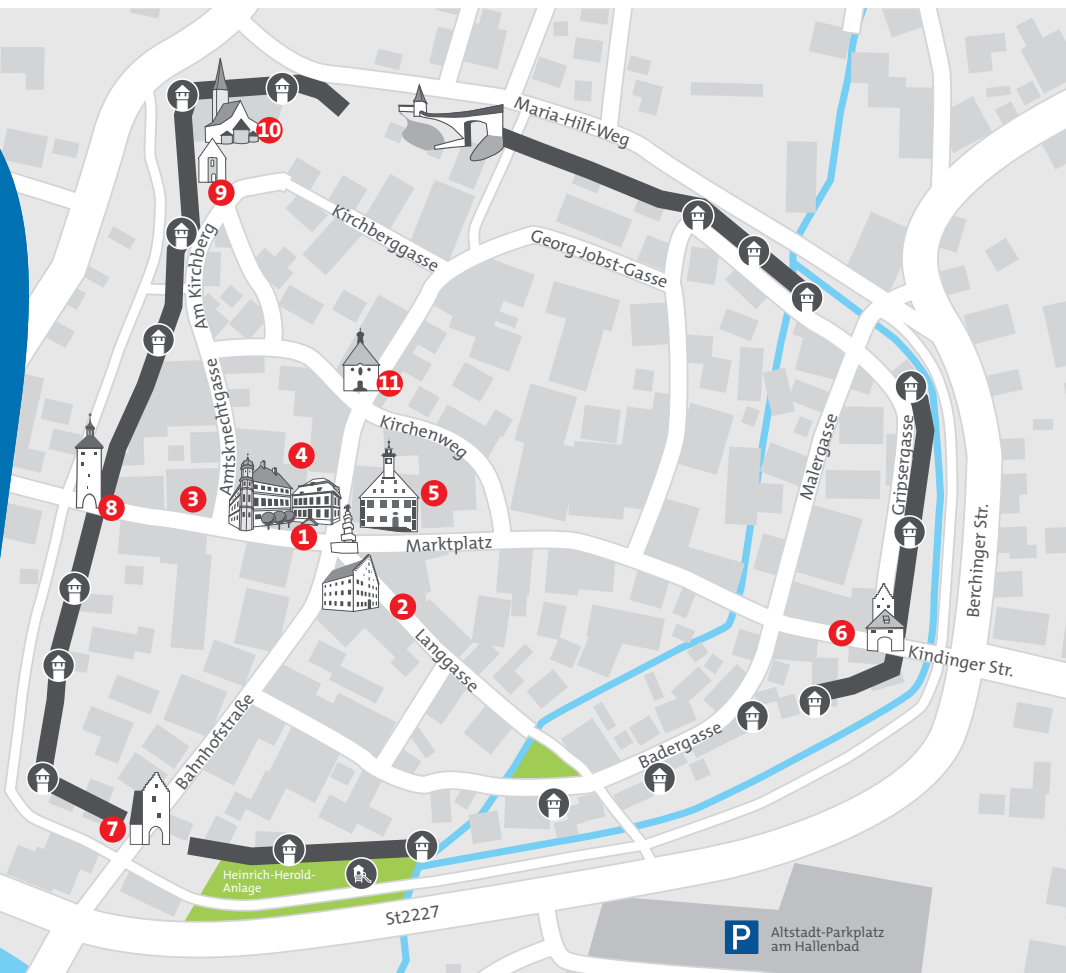 Maria-Hilf-Weg
10
9
Kirchberggasse
Georg-Jobst-Gasse
Am Kirchberg
11
Amtsknechtgasse
Kirchenweg
Malergasse
Gripsergasse
4
3
5
8
1
Marktplatz
Berchinger Str.
2
6
Langgasse
Kindinger Str.
Bahnhofstraße
Badergasse
7
Heinrich-Herold-
Anlage
St2227
P
Altstadt-Parkplatz
am Hallenbad